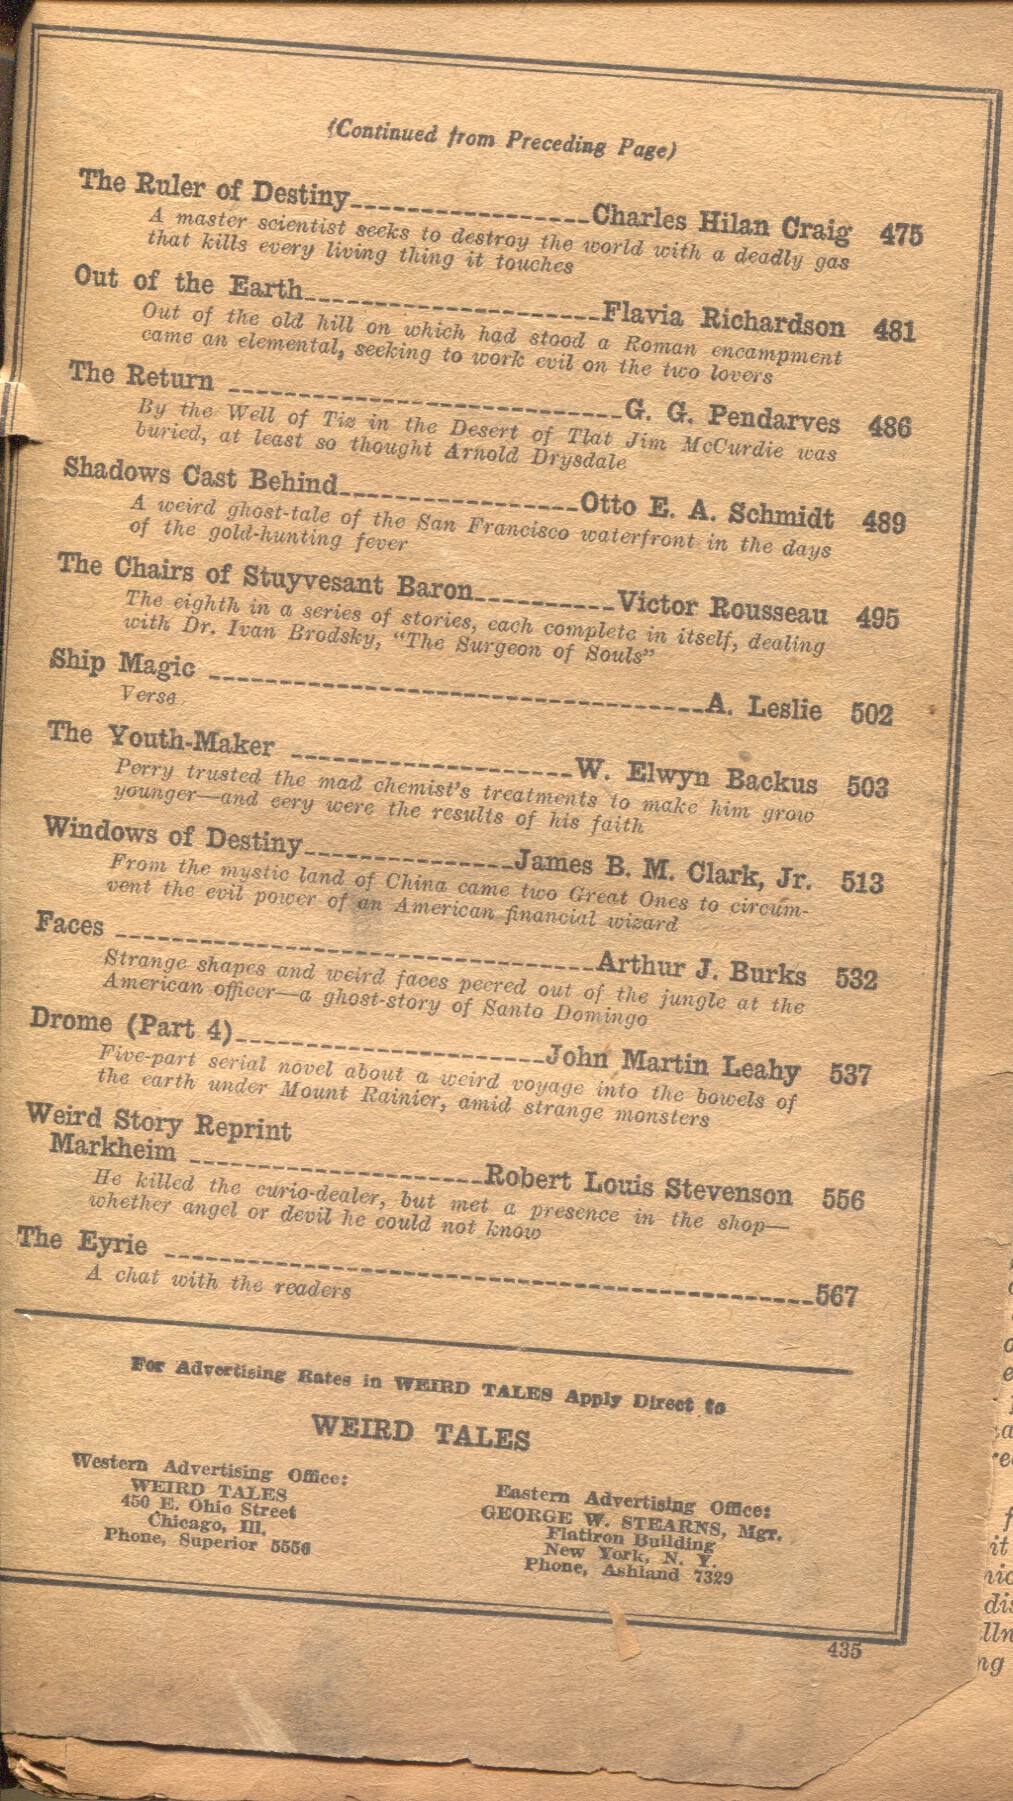 (Continued from Preceding Page)
The Ruler of Destiny Charles Hilan Craig 475
A master scientist seeks to destroy the world with a deadly gas
that kills every living thing it touches
Out of the Earth Flavia Richardson 481
Out of the old hill on which had stood a Roman encampment
came an elemental, seeking to work evil on the two lovers
The Return G. G. Pendarves 486
By the Well of Tiz in the Desert of Tlat Jim McCurdie was
buried, at least so thought Arnold Drysdale
Shadows Cast Behind Otto E. A. Schmidt 489
A weird ghost-tale of the San Francisco waterfront in the days
of the gold-hunting fever
The Chairs of Stuyvesant Baron Victor Rousseau 495
The eighth in a series of stories, each complete in itself, dealing
with Dr. Ivan Brodsky, "The Surgeon of Souls"
Ship Magic A. Leslie 502
Verse
The Youth-Maker W. Elwyn Backus 503
Perry trusted the mad chemist's treatments to make him grow
younger—and eery were the results of his faith
Windows of Destiny James B. M. Clark, Jr. 513
From the mystic land of China came two Great Ones to circum-
vent the evil power of an American financial wizard
Faces Arthur J. Burks 532
Strange shapes and weird faces peered out of the jungle at the
American officer—a ghost-story of Santo Domingo
Drome (Part 4) John Martin Leahy 537
Five-part serial novel about a weird voyage into the bowels of
the earth under Mount Rainier, amid strange monsters
Weird Story Reprint
Markheim Robert Louis Stevenson 556
He killed the curio-dealer, but met a presence in the shop—
whether angel or devil he could not know
The Eyrie 567
A chat with the readers
For Advertising Rates in WEIRD TALES Apply Direct to
WEIRD TALES
Western Advertising Office:
WEIRD TALES
450 E. Ohio Street
Chicago, Ill.
Phone, Superior 5556
Eastern Advertising Office:
GEORGE W. STEARNS, Mgr.
Flatiron Building
New York, N. Y.
Phone, Ashland 7329
435